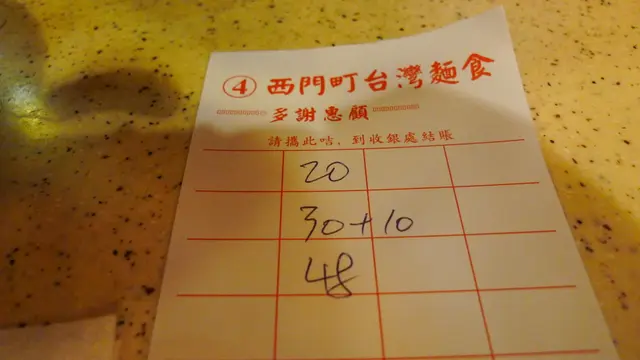 ④ 西門町台灣麵食
多謝惠顧
請攜此咭，到收銀處結賬
20
30+10
48